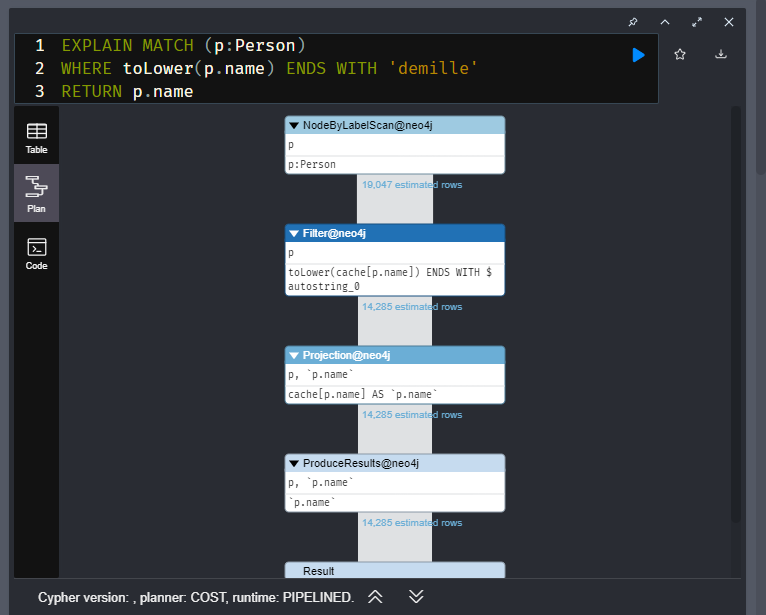 1 EXPLAIN MATCH (p:Person)
2 WHERE toLower(p.name) ENDS WITH 'demille'
3 RETURN p.name
Table
Plan
Code
NodeByLabelScan@neo4j
p
p:Person
19,047 estimated rows
Filter@neo4j
p
toLower(cache[p.name]) ENDS WITH $
autostring_0
14,285 estimated rows
Projection@neo4j
p, `p.name`
cache[p.name] AS `p.name`
14,285 estimated rows
ProduceResults@neo4j
p, `p.name`
`p.name`
14,285 estimated rows
Result
Cypher version: , planner: COST, runtime: PIPELINED.